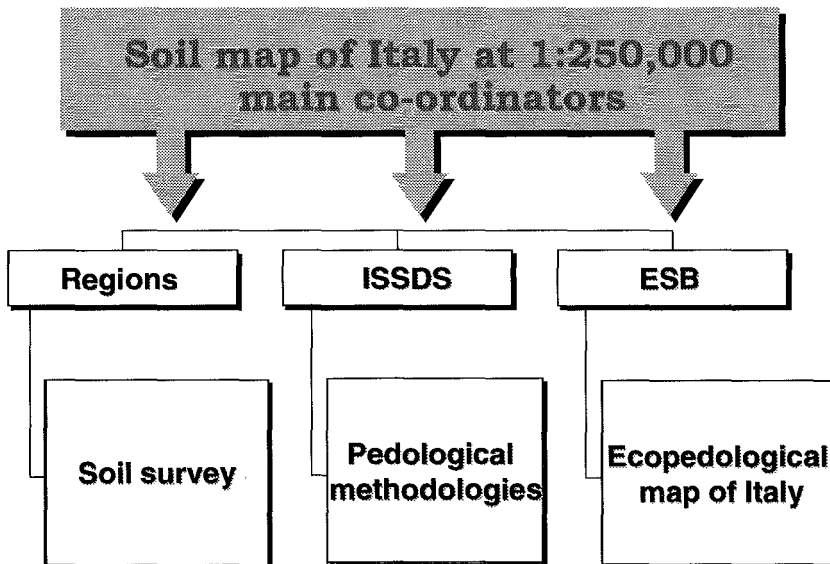 Soil map of Italy at 1:250,000
main co-ordinators
Regions
ISSDS
ESB
Soil survey
Pedological
methodologies
Ecopedological
map of Italy